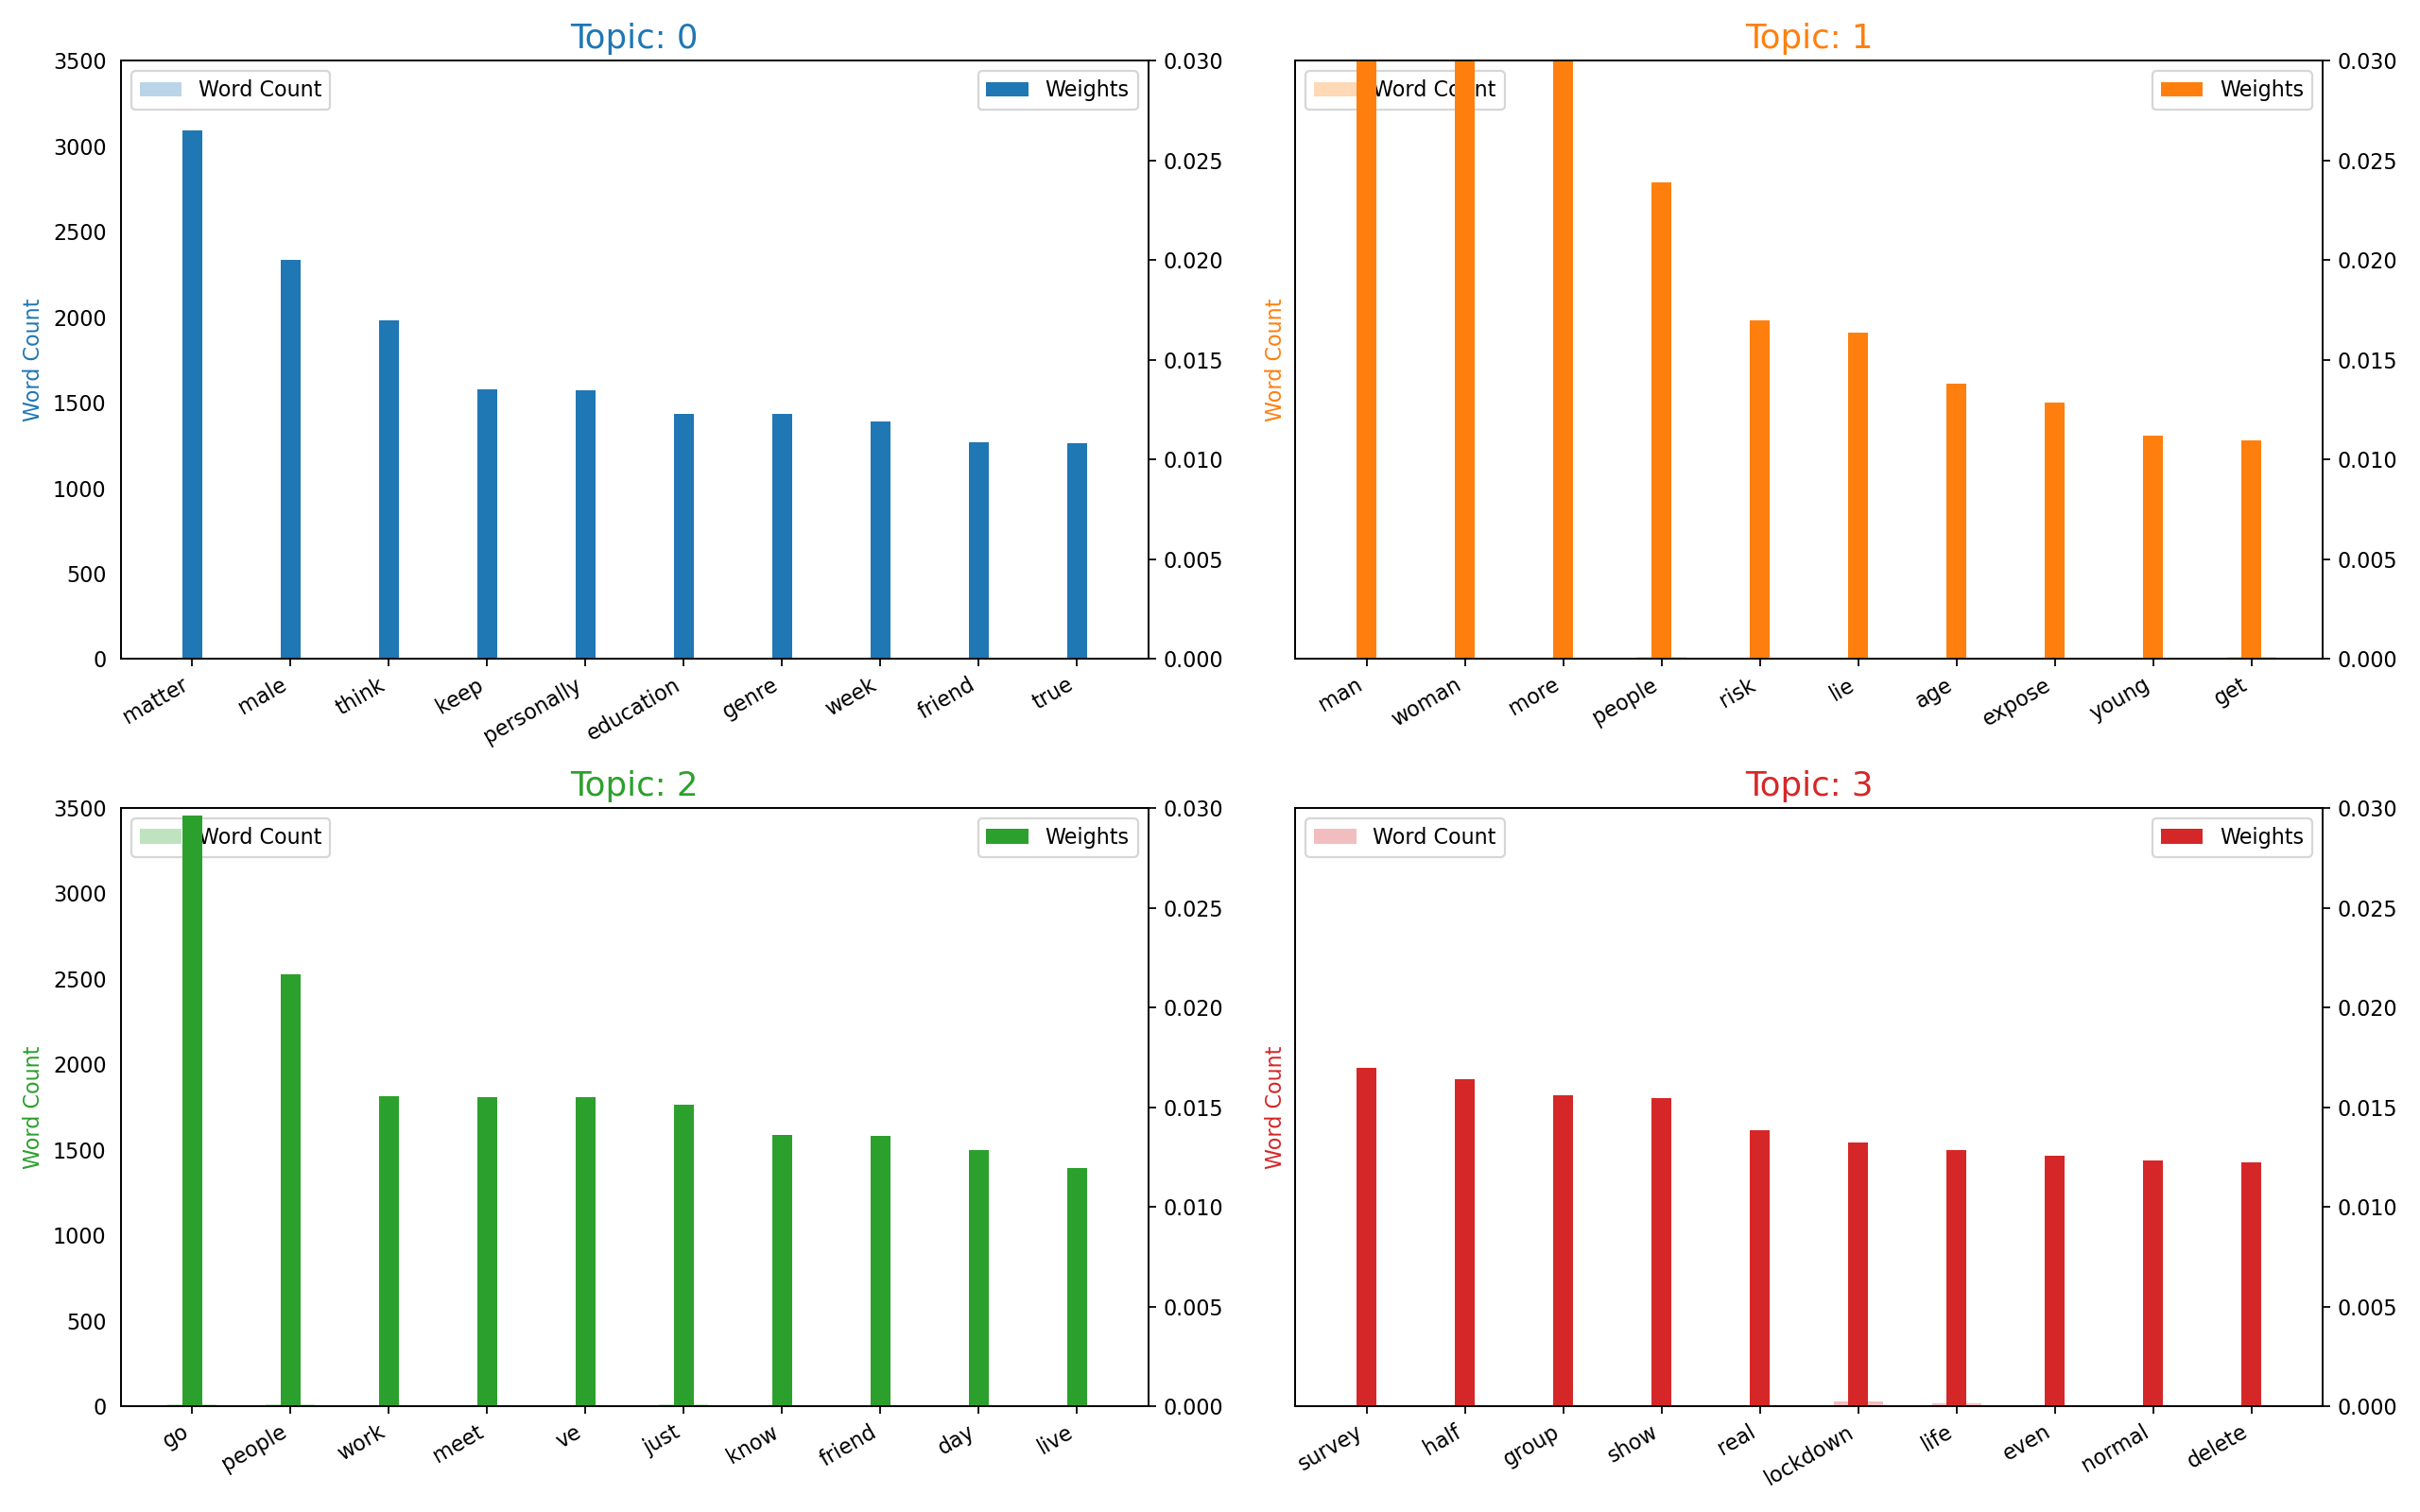 Topic: 0
3500
3000
2500
2000
1500
1000
500
0
Word Count
Word Count
Weights
0.030
0.025
0.020
0.015
0.010
0.005
0.000
matter
male
think
keep
personally
education
genre
week
friend
true
Topic: 1
Word Count
Word Count
Weights
0.030
0.025
0.020
0.015
0.010
0.005
0.000
man
woman
more
people
risk
lie
age
expose
young
get
Topic: 2
3500
3000
2500
2000
1500
1000
500
0
Word Count
Word Count
Weights
0.030
0.025
0.020
0.015
0.010
0.005
0.000
go
people
work
meet
ve
just
know
friend
day
live
Topic: 3
Word Count
Word Count
Weights
0.030
0.025
0.020
0.015
0.010
0.005
0.000
survey
half
group
show
real
lockdown
life
even
normal
delete